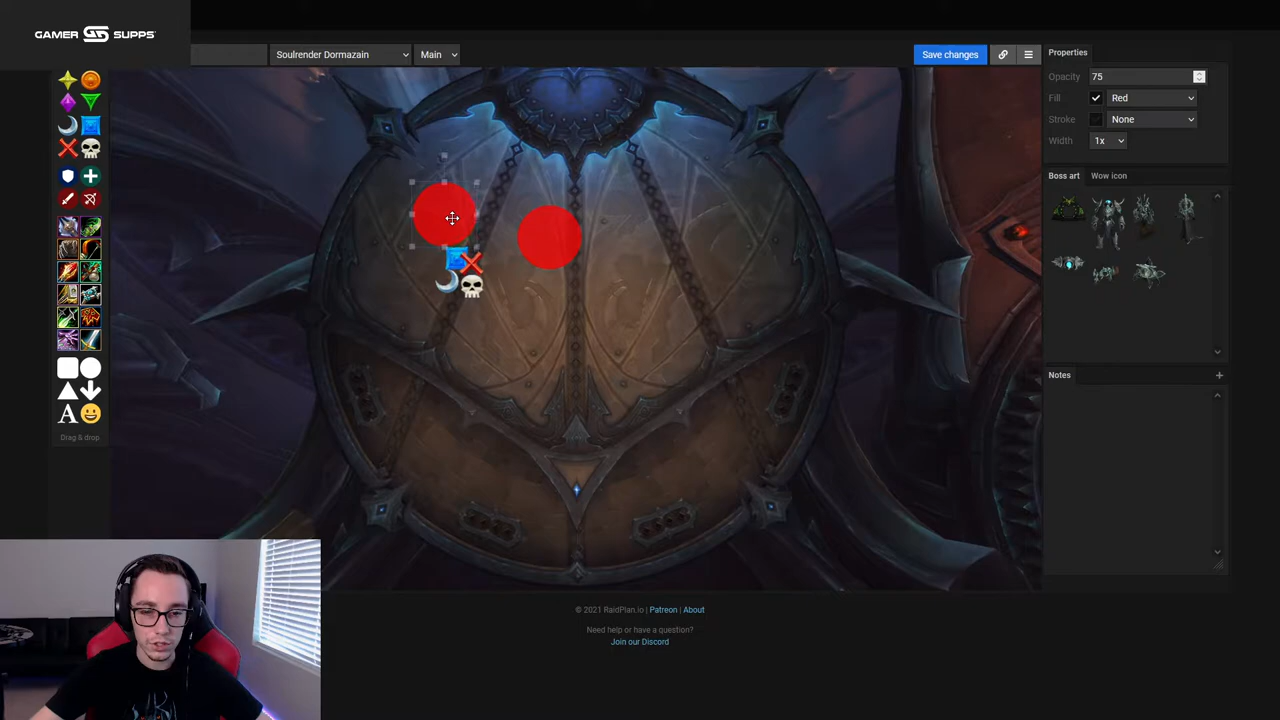 GAMER GS SUPPS
Soulrender Dormazain
Main
Save changes
Properties
Opacity
75
Fill
Red
Stroke
None
Width
1x
Boss art
Wow icon
Notes
+
A
Drag & drop
© 2021 RaidPlan.io | Patreon | About
Need help or have a question?
Join our Discord